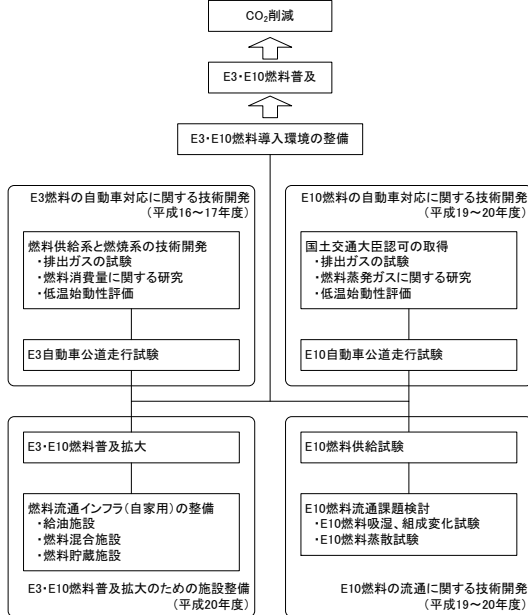 CO₂削減
E3・E10燃料普及
E3・E10燃料導入環境の整備
E3燃料の自動車対応に関する技術開発
(平成16～17年度)
燃料供給系と燃焼系の技術開発
・排出ガスの試験
・燃料消費量に関する研究
・低温始動性評価
E3自動車公道走行試験
E10燃料の自動車対応に関する技術開発
(平成19～20年度)
国土交通大臣認可の取得
・排出ガスの試験
・燃料蒸発ガスに関する研究
・低温始動性評価
E10自動車公道走行試験
E3・E10燃料普及拡大
燃料流通インフラ(自家用)の整備
・給油施設
・燃料混合施設
・燃料貯蔵施設
E3・E10燃料普及拡大のための施設整備
(平成20年度)
E10燃料供給試験
E10燃料流通課題検討
・E10燃料吸湿、組成変化試験
・E10燃料蒸散試験
E10燃料の流通に関する技術開発
(平成19～20年度)